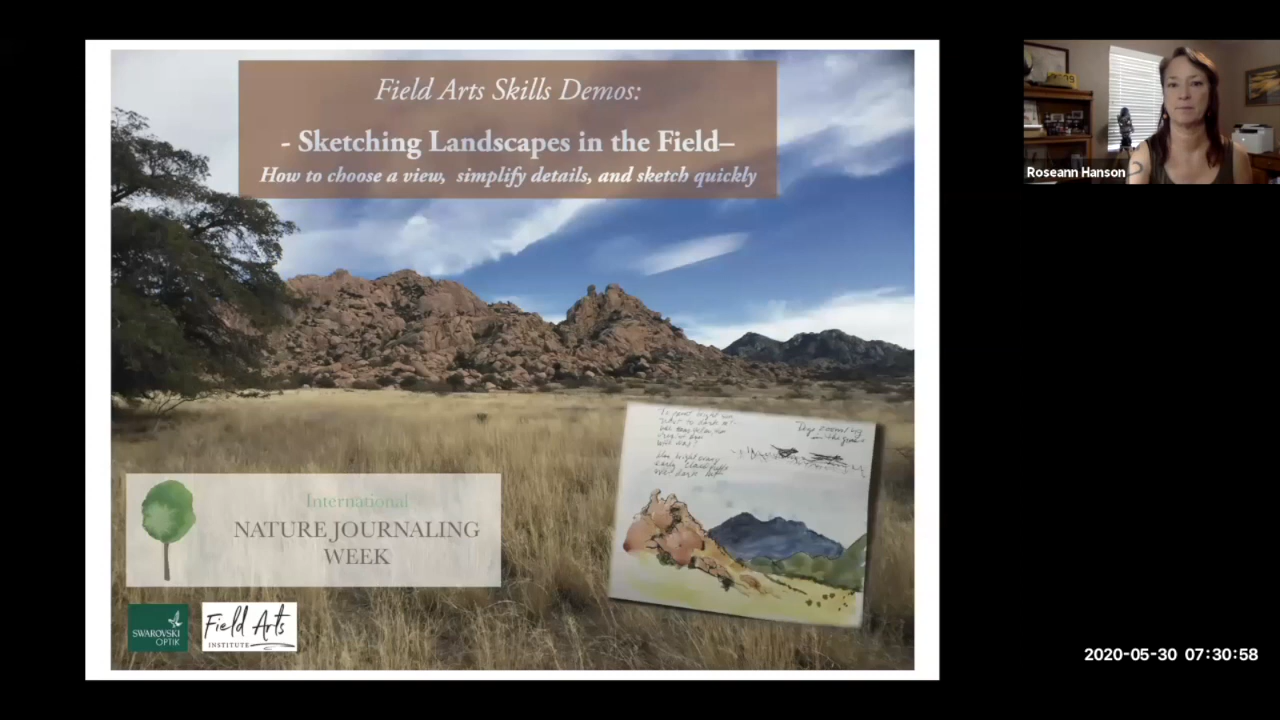 Field Arts Skills Demos:
- Sketching Landscapes in the Field–
How to choose a view, simplify details, and sketch quickly
Roseann Hanson
International
NATURE JOURNALING
WEEK
SWAROVSKI
OPTIK
Field Arts
INSTITUTE
2020-05-30 07:30:58